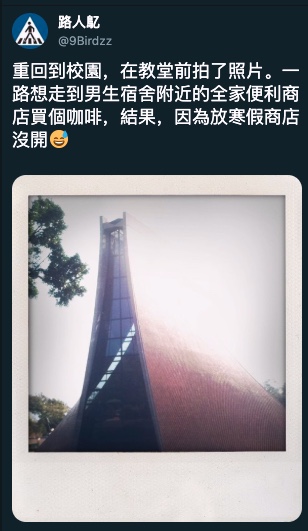 路人鴕
@9Birdzz
重回到校園，在教堂前拍了照片。一
路想走到男生宿舍附近的全家便利商
店買個咖啡，結果，因為放寒假商店
沒開😅